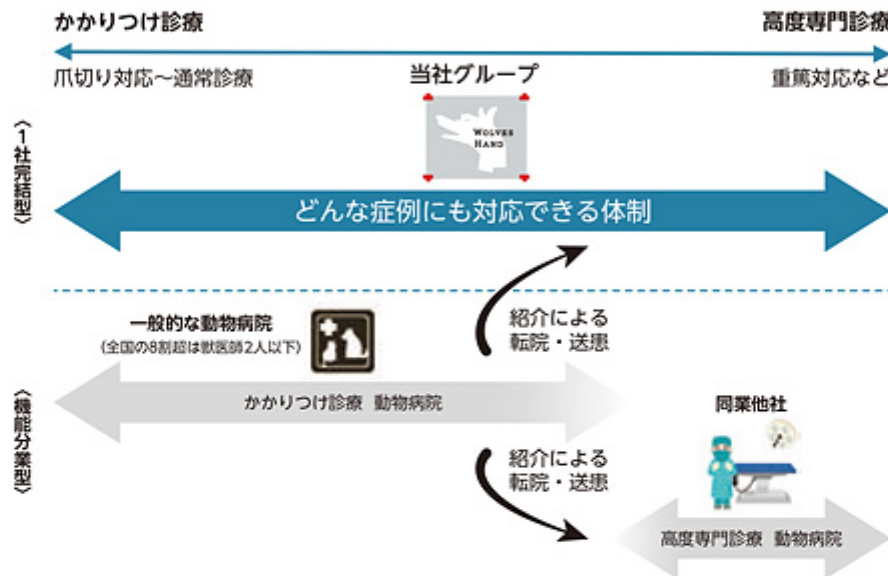 かかりつけ診療
高度専門診療
爪切り対応～通常診療
当社グループ
重篤対応など
WOLVES
HAND
〈1社完結型〉
どんな症例にも対応できる体制
一般的な動物病院
(全国の8割超は獣医師2人以下)
紹介による
転院・送患
かかりつけ診療 動物病院
〈機能分業型〉
同業他社
紹介による
転院・送患
高度専門診療 動物病院